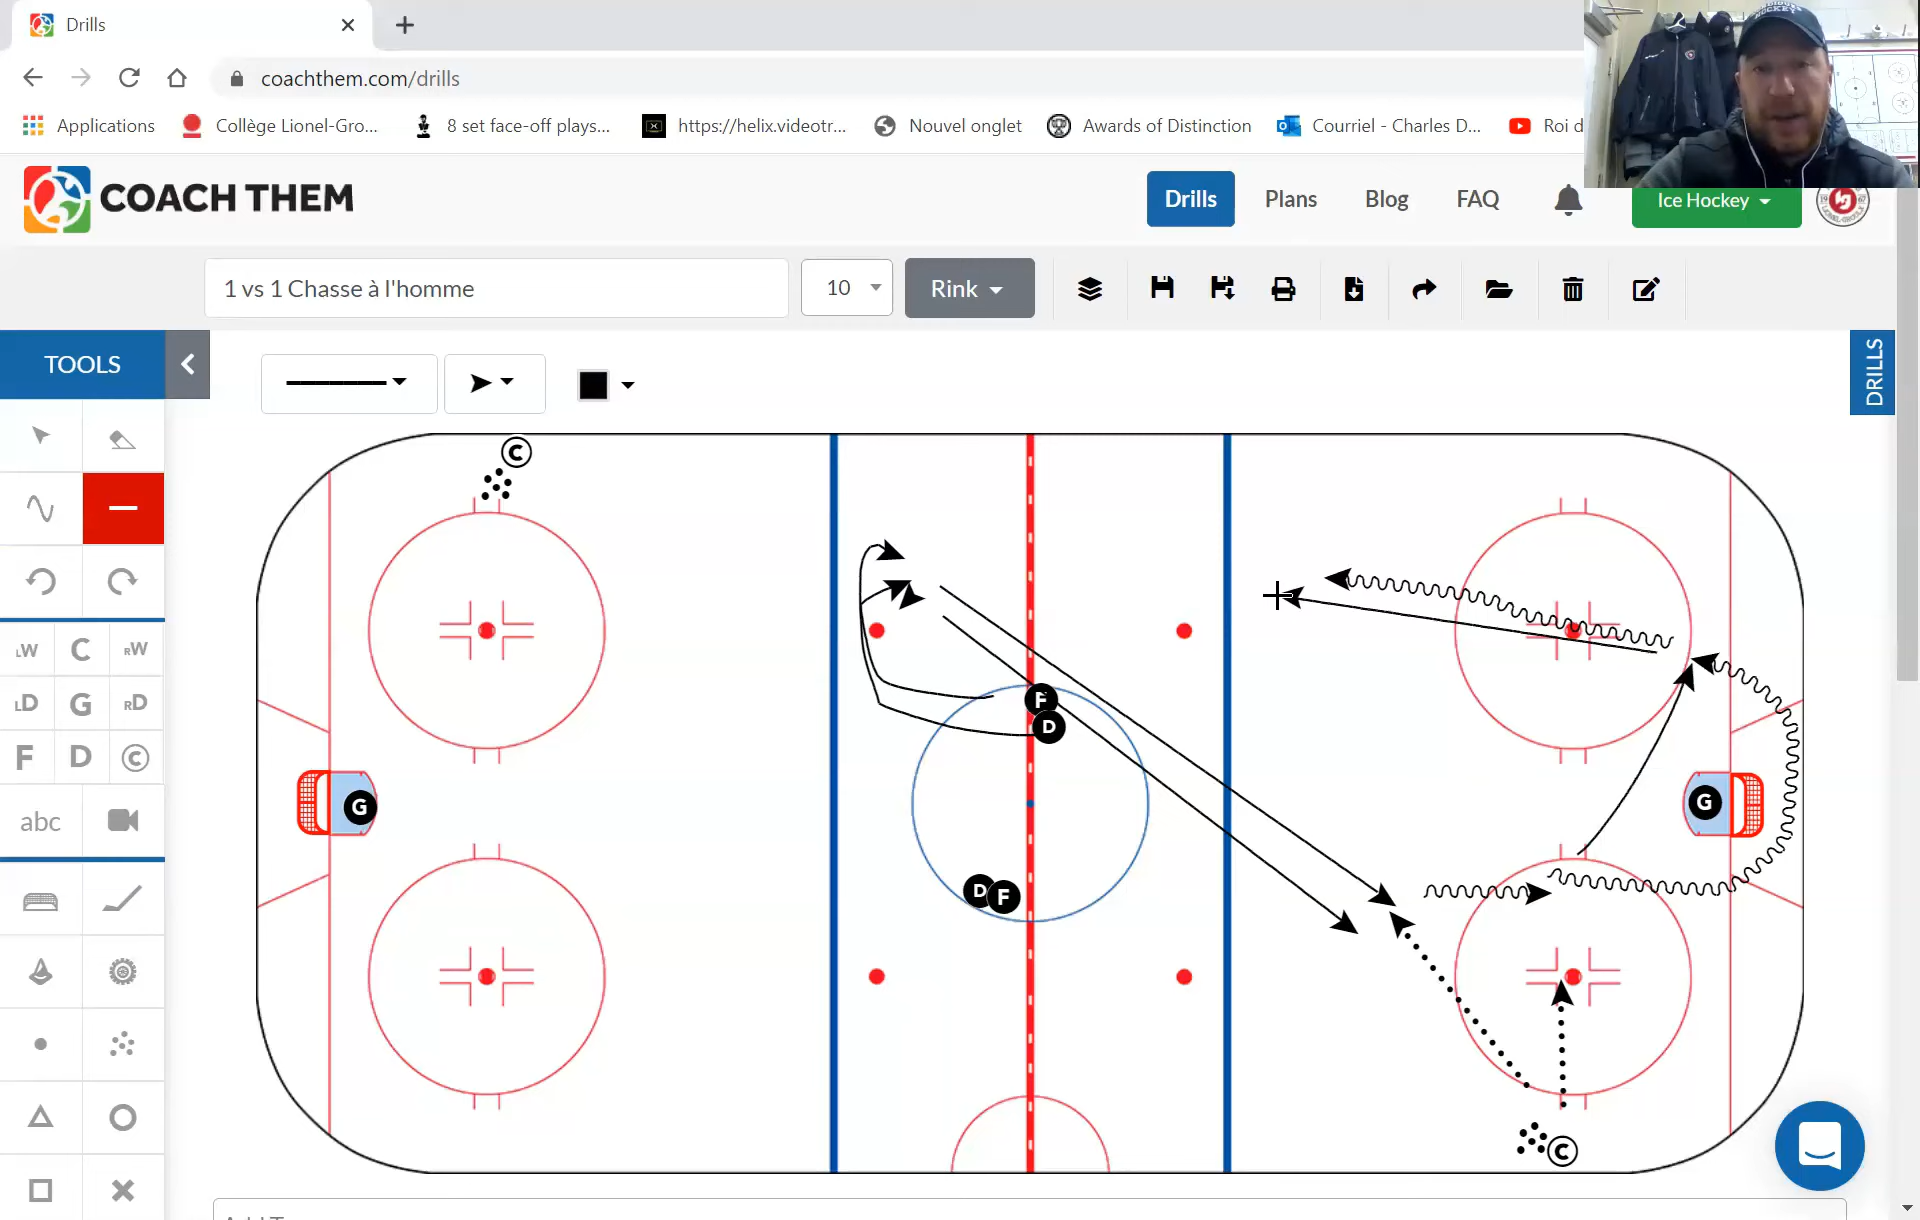 Drills
coachthem.com/drills
Applications
Collège Lionel-Gro...
8 set face-off plays...
https://helix.videotr...
Nouvel onglet
Awards of Distinction
Courriel - Charles D...
Roi d
COACH THEM
Drills
Plans
Blog
FAQ
Ice Hockey
1 vs 1 Chasse à l'homme
10
Rink
TOOLS
DRILLS
LW C RW
LD G RD
F D C
abc
C
F
D
G
G
D F
C